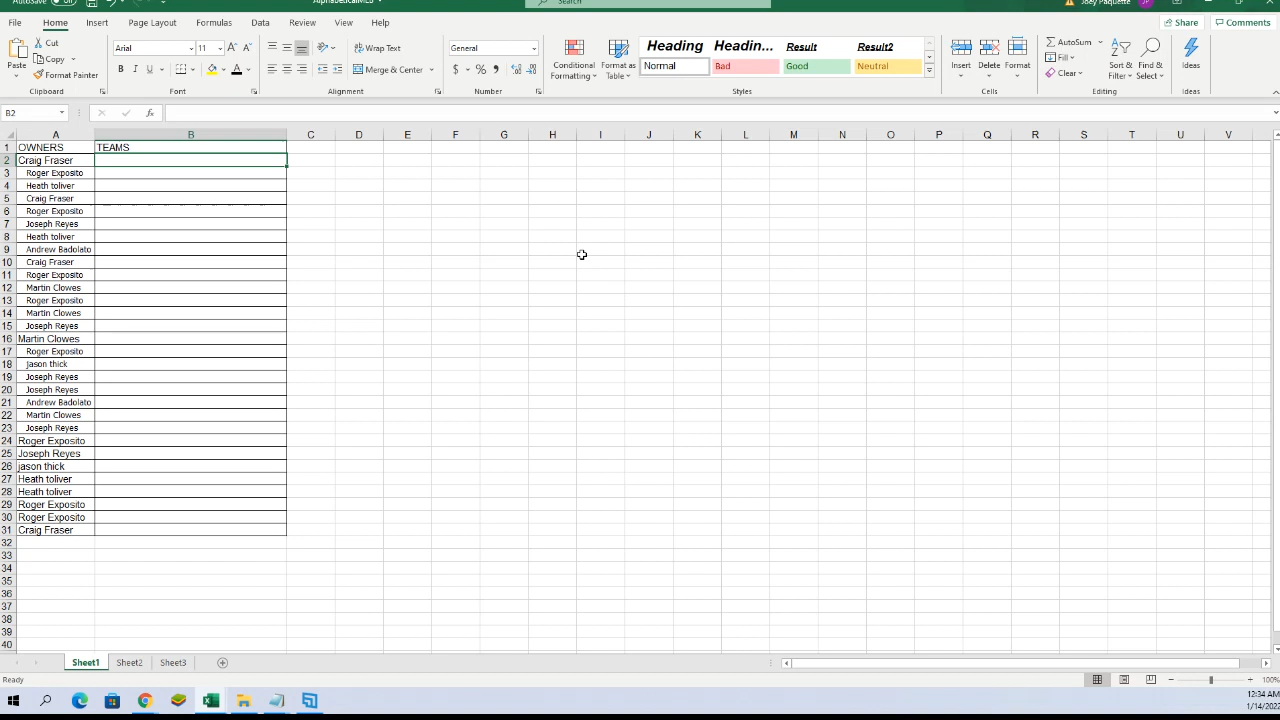 AutoSave Off AlphabeticalMLB Search Joey Paquette JP
File Home Insert Page Layout Formulas Data Review View Help Share Comments
Cut
Copy
Format Painter
Paste
Clipboard
Arial 11
B I U
Font
Wrap Text
Merge & Center
Alignment
General
$ % ,
Number
Conditional Formatting
Format as Table
Heading Headin... Result Result2
Normal Bad Good Neutral
Styles
Insert Delete Format
Cells
AutoSum
Fill
Clear
Sort & Filter
Find & Select
Editing
Ideas
Ideas
B2 fx
A B C D E F G H I J K L M N O P Q R S T U V
1 OWNERS TEAMS
2 Craig Fraser
3 Roger Exposito
4 Heath toliver
5 Craig Fraser
6 Roger Exposito
7 Joseph Reyes
8 Heath toliver
9 Andrew Badolato
10 Craig Fraser
11 Roger Exposito
12 Martin Clowes
13 Roger Exposito
14 Martin Clowes
15 Joseph Reyes
16 Martin Clowes
17 Roger Exposito
18 jason thick
19 Joseph Reyes
20 Joseph Reyes
21 Andrew Badolato
22 Martin Clowes
23 Joseph Reyes
24 Roger Exposito
25 Joseph Reyes
26 jason thick
27 Heath toliver
28 Heath toliver
29 Roger Exposito
30 Roger Exposito
31 Craig Fraser
32
33
34
35
36
37
38
39
40
Sheet1 Sheet2 Sheet3
Ready 100%
12:34 AM
1/14/2022